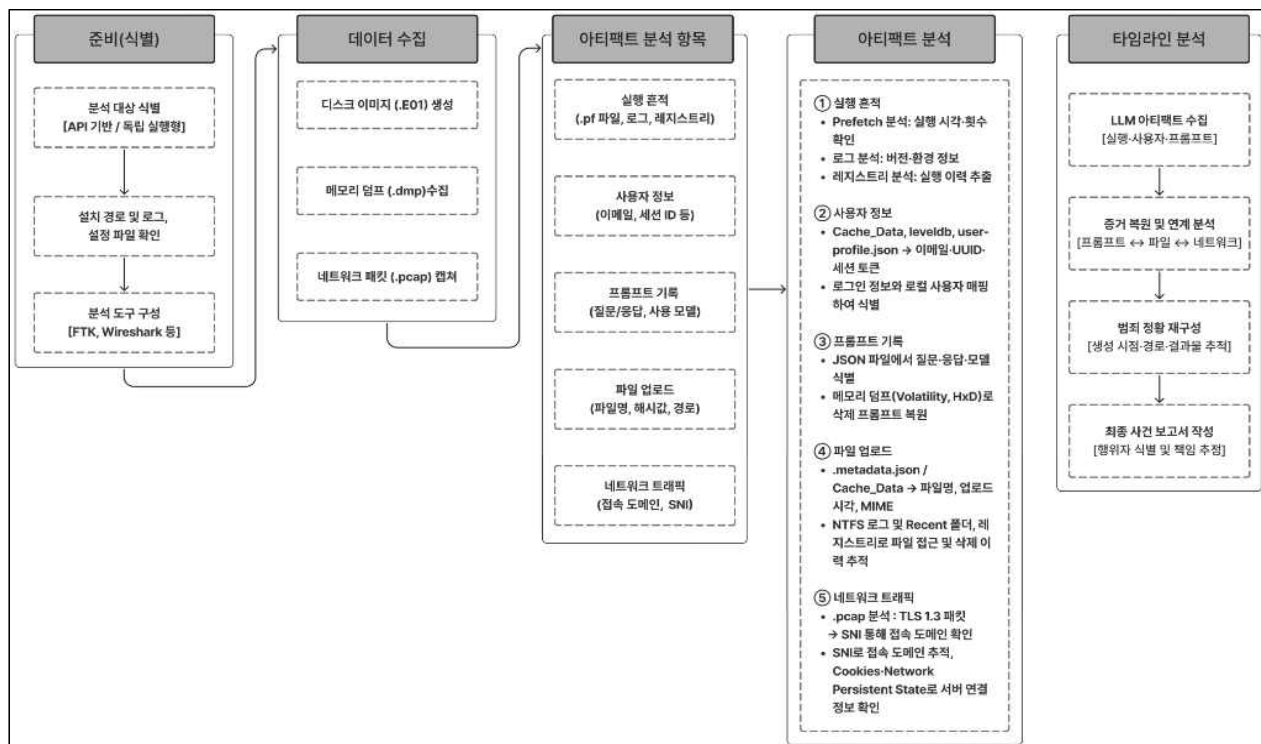 준비(식별)
분석 대상 식별
[API 기반 / 독립 실행형]
설치 경로 및 로그,
설정 파일 확인
분석 도구 구성
[FTK, Wireshark 등]
데이터 수집
디스크 이미지 (.E01) 생성
메모리 덤프 (.dmp)수집
네트워크 패킷 (.pcap) 캡쳐
아티팩트 분석 항목
실행 흔적
(.pf 파일, 로그, 레지스트리)
사용자 정보
(이메일, 세션 ID 등)
프롬프트 기록
(질문/응답, 사용 모델)
파일 업로드
(파일명, 해시값, 경로)
네트워크 트래픽
(접속 도메인, SNI)
아티팩트 분석
① 실행 흔적
• Prefetch 분석: 실행 시각·횟수
확인
• 로그 분석: 버전·환경 정보
• 레지스트리 분석: 실행 이력 추출
② 사용자 정보
• Cache_Data, leveldb, user-
profile.json → 이메일·UUID·
세션 토큰
• 로그인 정보와 로컬 사용자 매핑
하여 식별
③ 프롬프트 기록
• JSON 파일에서 질문·응답·모델
식별
• 메모리 덤프(Volatility, HxD)로
삭제 프롬프트 복원
④ 파일 업로드
• .metadata.json /
Cache_Data → 파일명, 업로드
시각, MIME
• NTFS 로그 및 Recent 폴더, 레
지스트리로 파일 접근 및 삭제 이
력 추적
⑤ 네트워크 트래픽
• .pcap 분석 : TLS 1.3 패킷
→ SNI 통해 접속 도메인 확인
• SNI로 접속 도메인 추적,
Cookies·Network
Persistent State로 서버 연결
정보 확인
타임라인 분석
LLM 아티팩트 수집
[실행·사용자·프롬프트]
증거 복원 및 연계 분석
[프롬프트 ↔ 파일 ↔ 네트워크]
범죄 정황 재구성
[생성 시점·경로·결과물 추적]
최종 사건 보고서 작성
[행위자 식별 및 책임 추정]